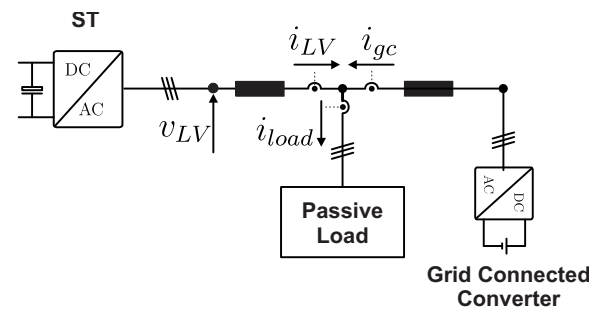 ST
i_{LV}
i_{gc}
DC
AC
v_{LV}
i_{load}
AC
DC
Passive
Load
Grid Connected
Converter